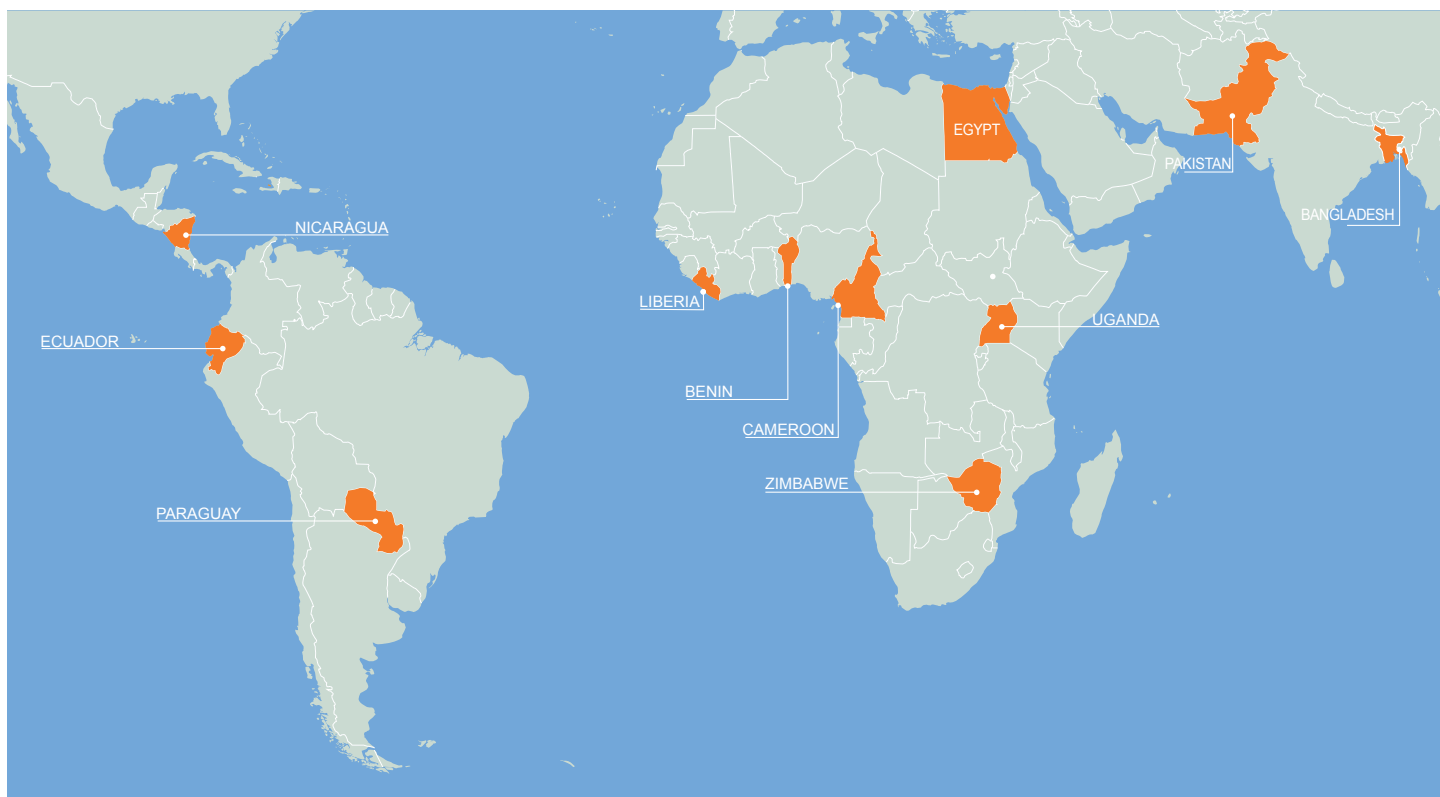 EGYPT
PAKISTAN
BANGLADESH
NICARAGUA
LIBERIA
UGANDA
ECUADOR
BENIN
CAMEROON
ZIMBABWE
PARAGUAY